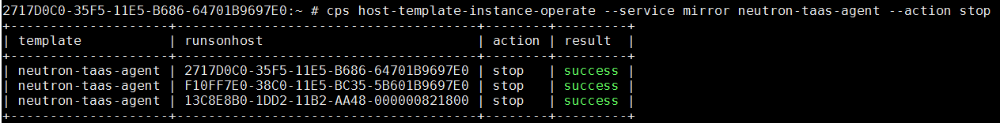 2717D0C0-35F5-11E5-B686-64701B9697E0:~ # cps host-template-instance-operate --service mirror neutron-taas-agent --action stop
+--------------------+--------------------------------------+--------+---------+
| template           | runsonhost                           | action | result  |
+--------------------+--------------------------------------+--------+---------+
| neutron-taas-agent | 2717D0C0-35F5-11E5-B686-64701B9697E0 | stop   | success |
| neutron-taas-agent | F10FF7E0-38C0-11E5-BC35-5B601B9697E0 | stop   | success |
| neutron-taas-agent | 13C8E8B0-1DD2-11B2-AA48-000000821800 | stop   | success |
+--------------------+--------------------------------------+--------+---------+